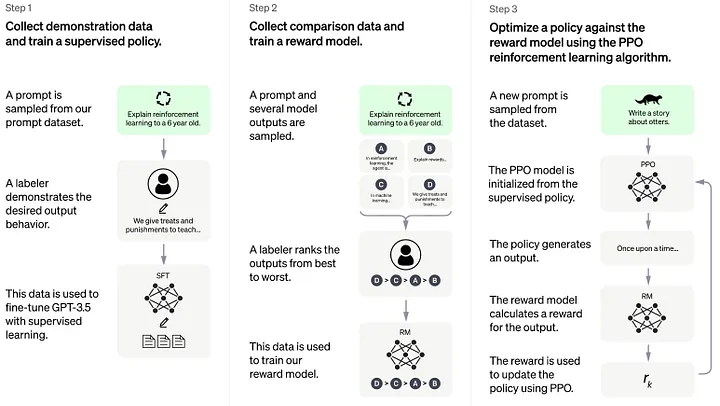 Step 1
Collect demonstration data
and train a supervised policy.
A prompt is
sampled from our
prompt dataset.
Explain reinforcement
learning to a 6 year old.
A labeler
demonstrates the
desired output
behavior.
We give treats and
punishments to teach...
SFT
This data is used to
fine-tune GPT-3.5
with supervised
learning.
Step 2
Collect comparison data and
train a reward model.
A prompt and
several model
outputs are
sampled.
Explain reinforcement
learning to a 6 year old.
A
In reinforcement
learning, the
agent is...
B
Explain rewards...
C
In machine
learning...
D
We give treats and
punishments to
teach...
A labeler ranks the
outputs from best
to worst.
D > C > A > B
This data is used
to train our
reward model.
RM
D > C > A > B
Step 3
Optimize a policy against the
reward model using the PPO
reinforcement learning algorithm.
A new prompt is
sampled from
the dataset.
Write a story
about otters.
The PPO model is
initialized from the
supervised policy.
PPO
The policy generates
an output.
Once upon a time...
The reward model
calculates a reward
for the output.
RM
The reward is used
to update the
policy using PPO.
rk